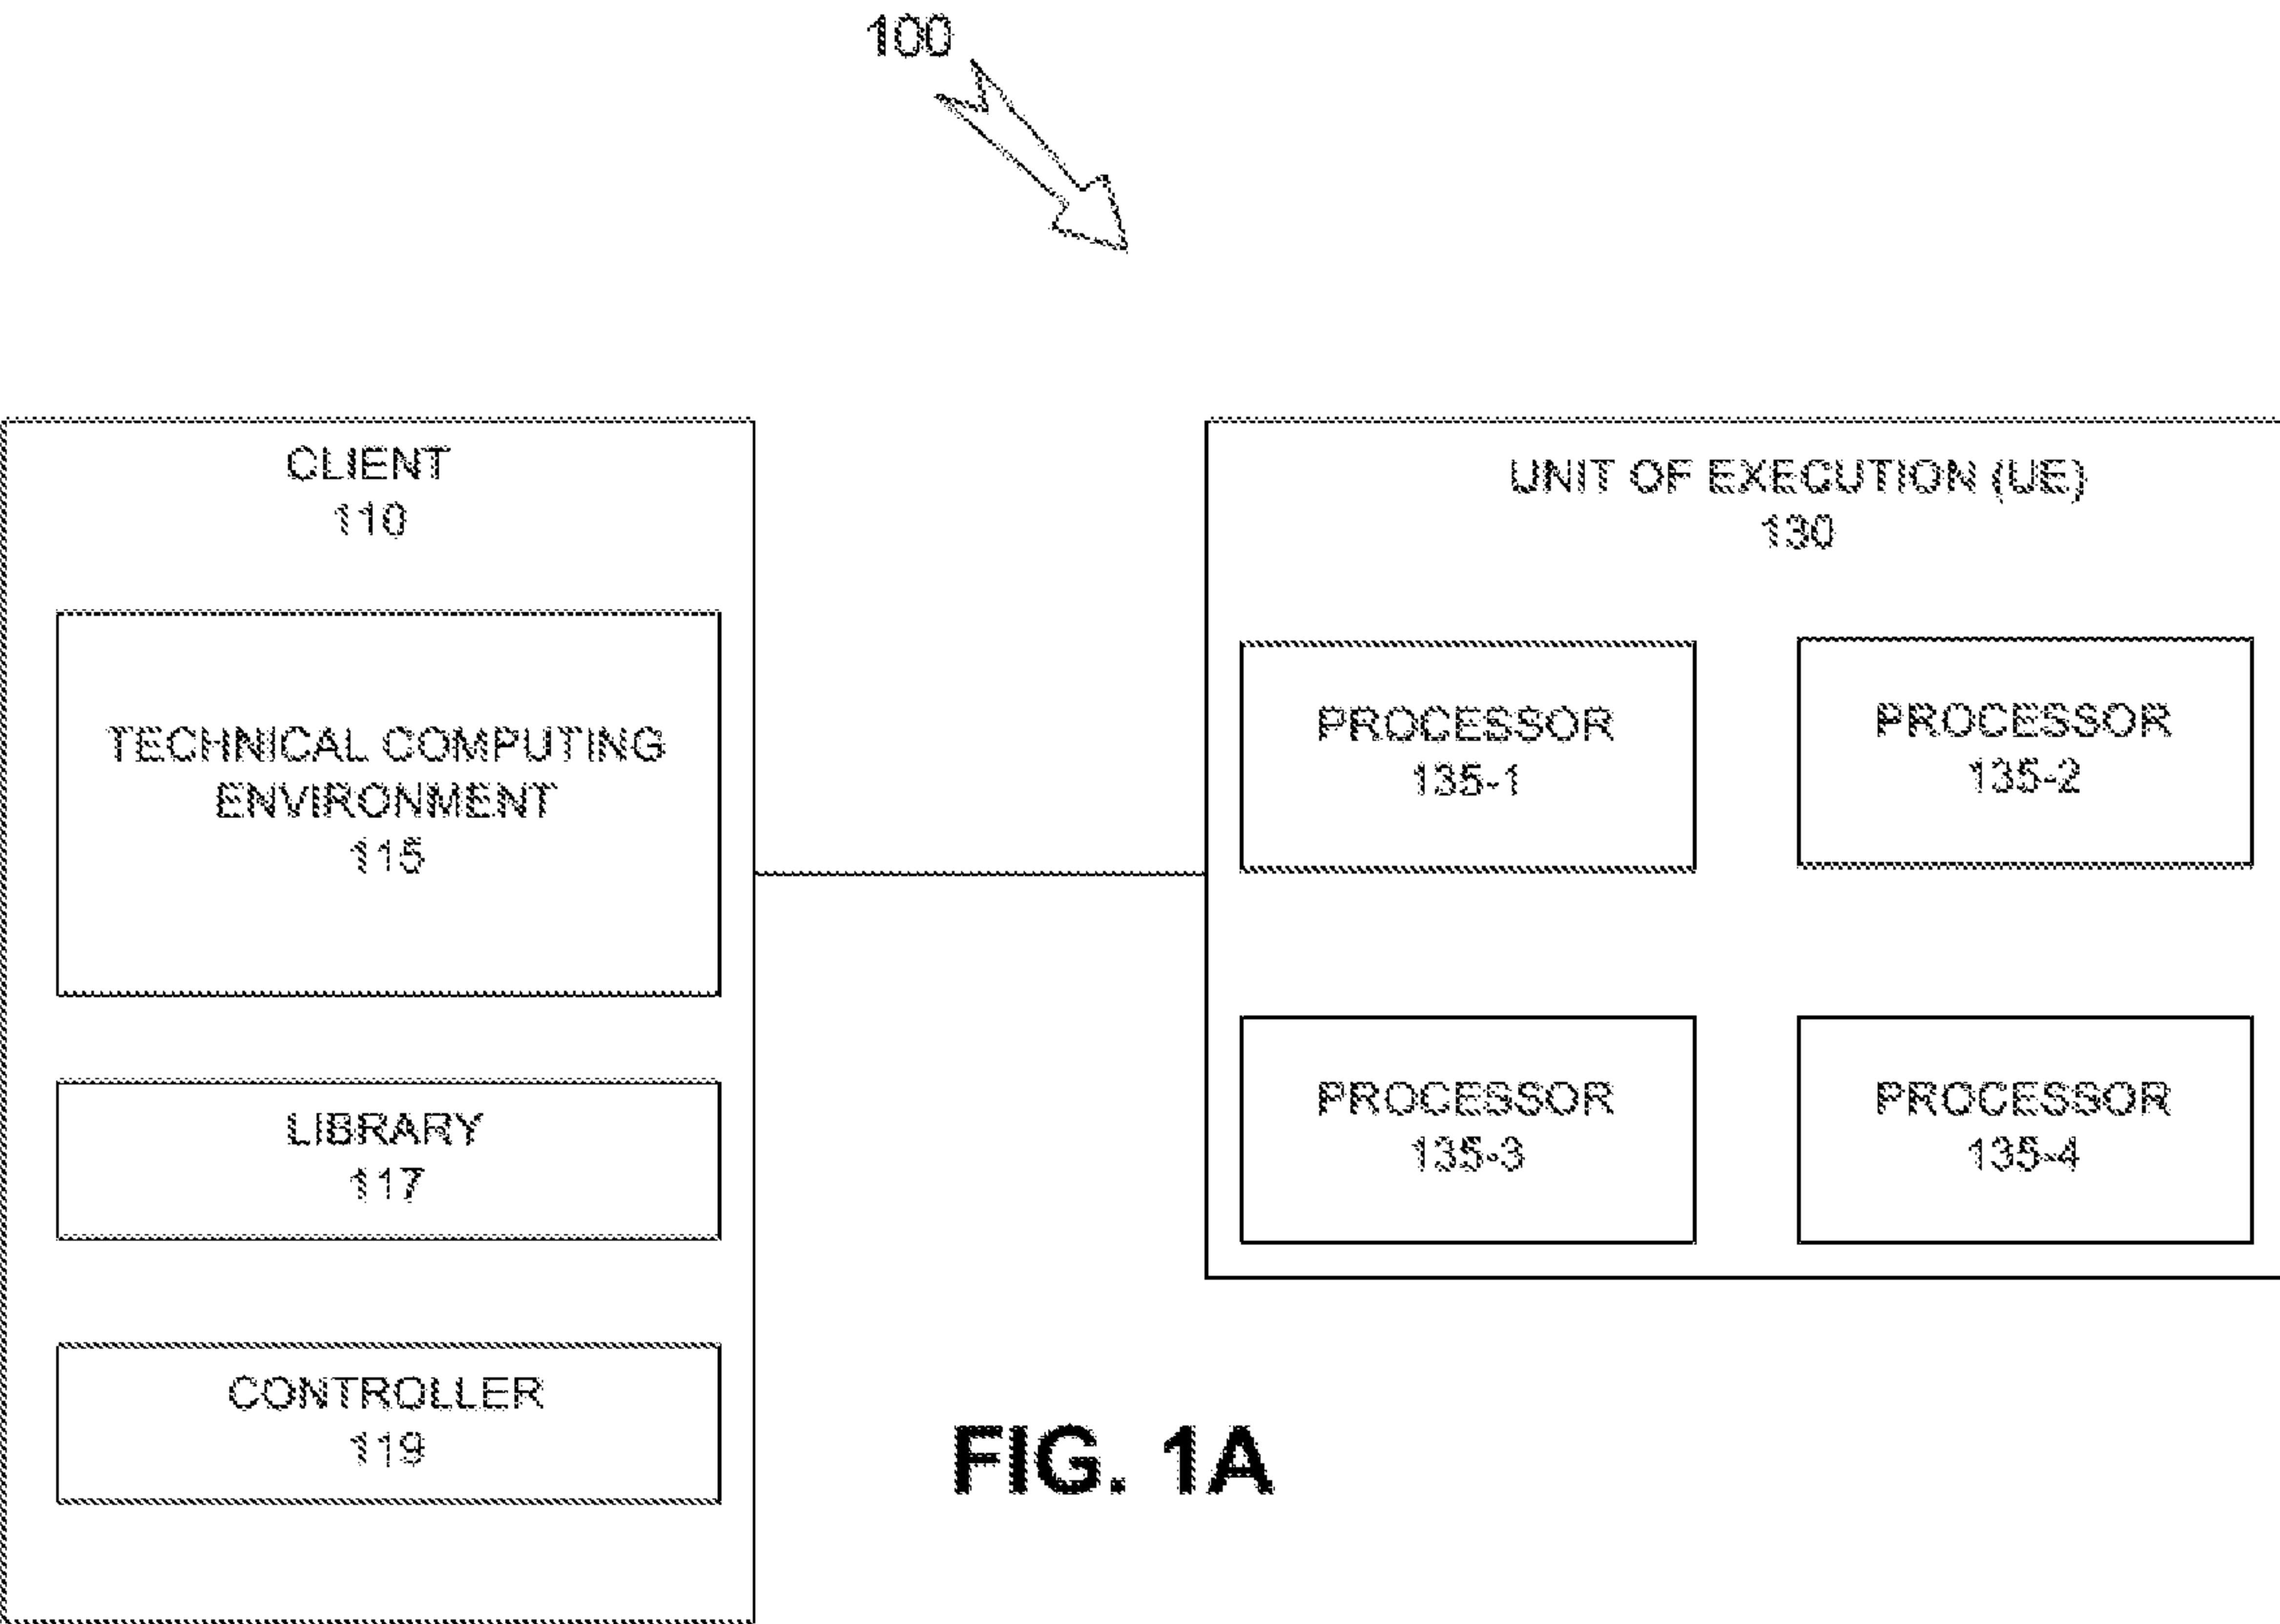 100
CLIENT
110
TECHNICAL COMPUTING
ENVIRONMENT
115
LIBRARY
117
CONTROLLER
119
UNIT OF EXECUTION (UE)
130
PROCESSOR
135-1
PROCESSOR
135-2
PROCESSOR
135-3
PROCESSOR
135-4
FIG. 1A